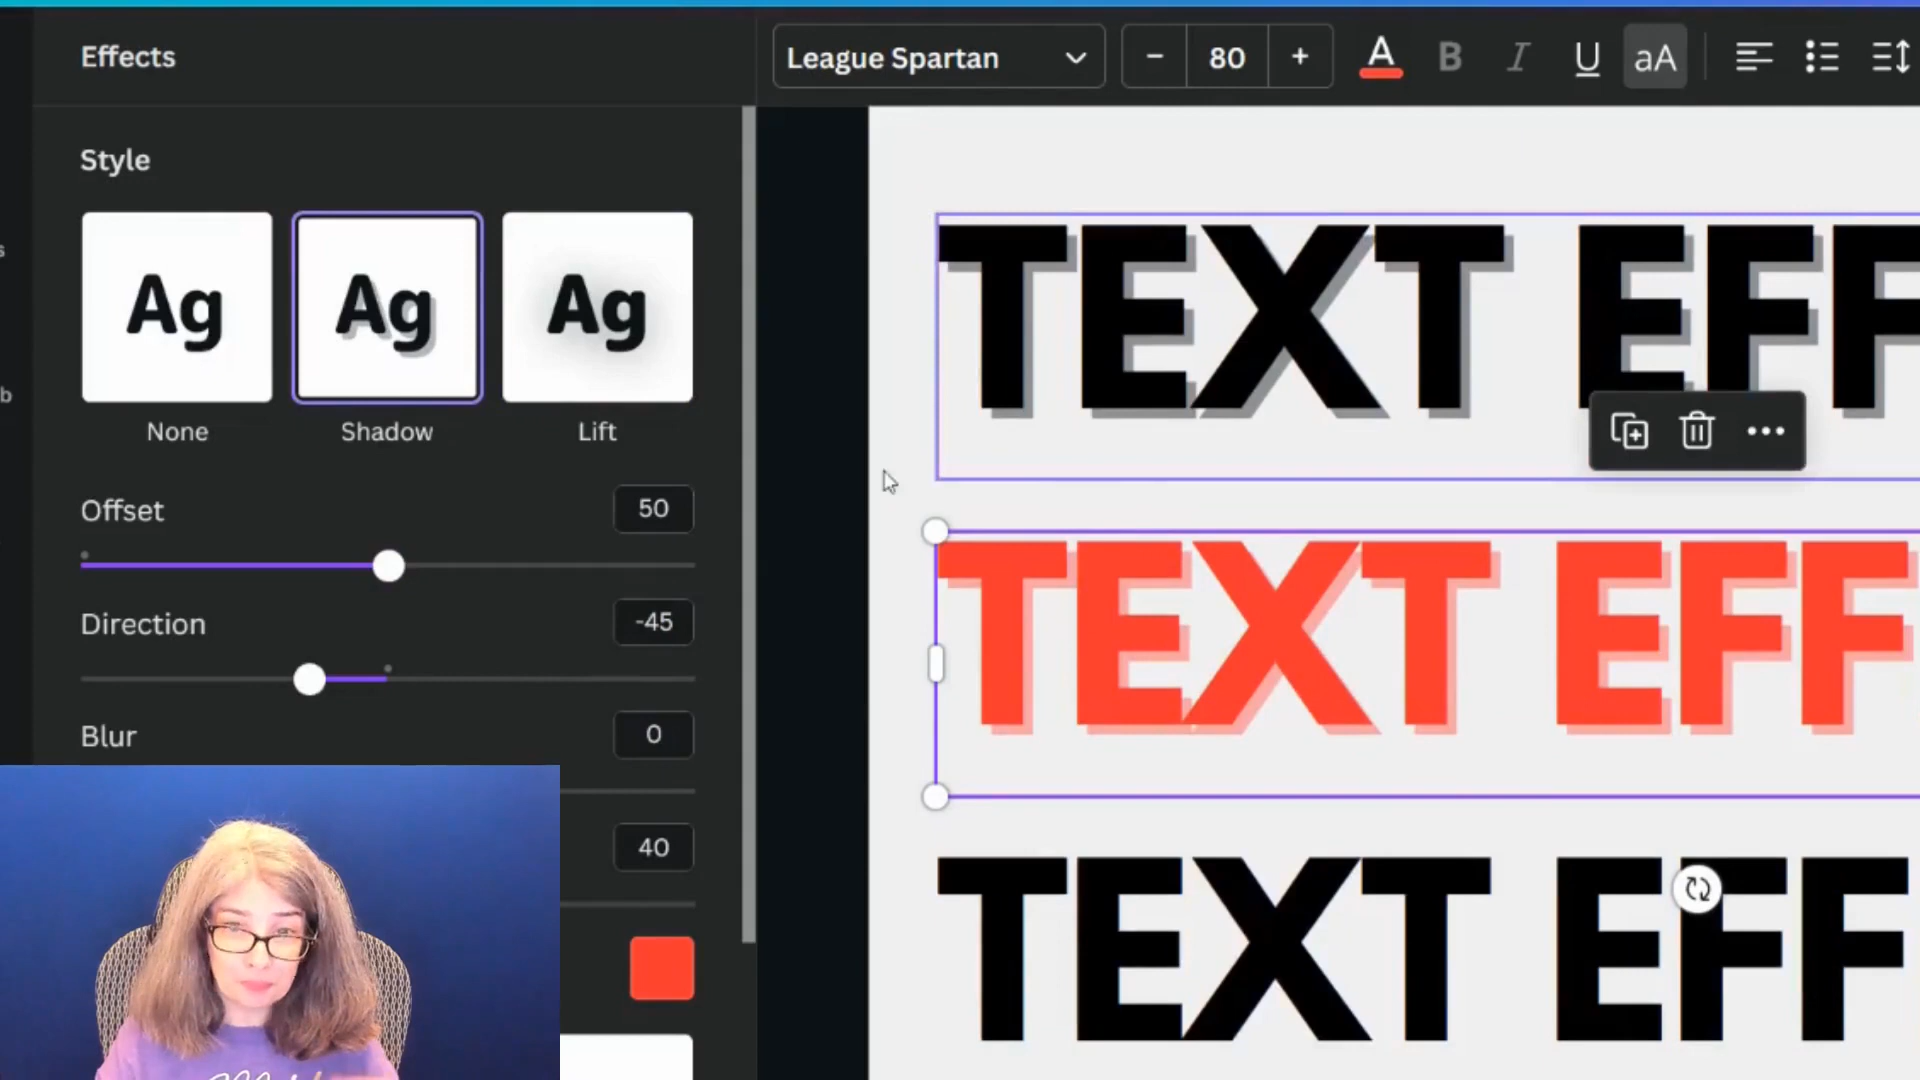 Effects
League Spartan
80
A B I U aA
Style
s
Ag Ag Ag
b
None Shadow Lift
Offset 50
Direction -45
Blur 0
40
TEXT EFF
TEXT EFF
TEXT EFF